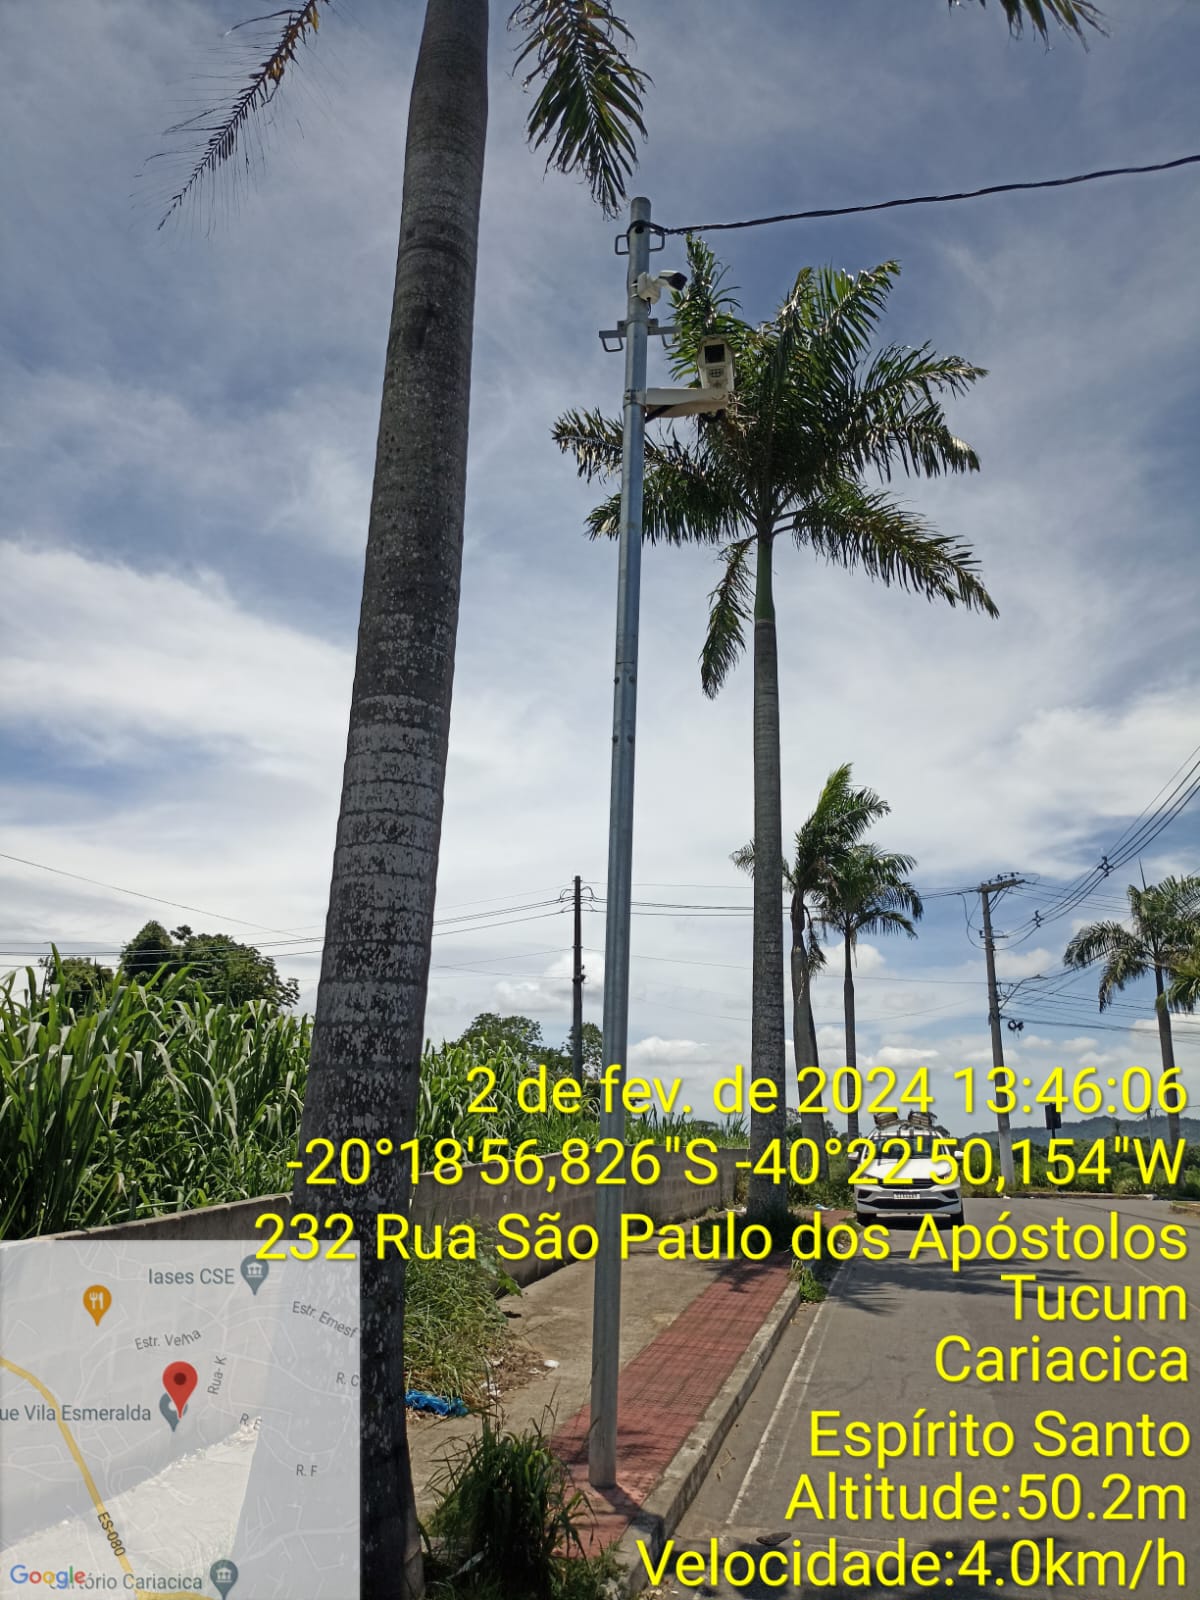 2 de fev. de 2024 13:46:06
-20°18'56,826"S -40°22'50,154"W
232 Rua São Paulo dos Apóstolos
Tucum
Cariacica
Espírito Santo
Altitude:50.2m
Velocidade:4.0km/h
Iases CSE
Estr. Ernesf
Estr. Velha
Rua- K
R. C
ue Vila Esmeralda
R. E
R. F
ES-080
Google
tório Cariacica